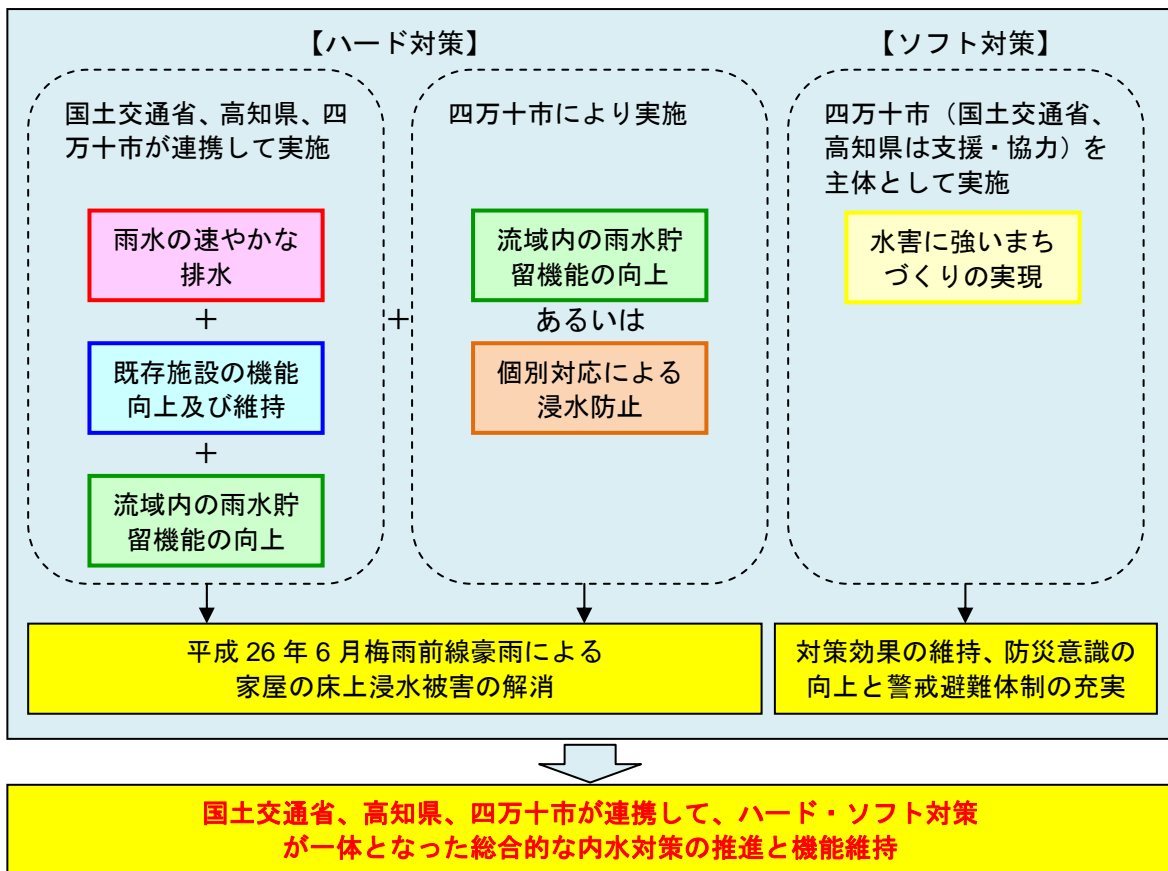 【ハード対策】
国土交通省、高知県、四
万十市が連携して実施
雨水の速やかな
排水
＋
既存施設の機能
向上及び維持
＋
流域内の雨水貯
留機能の向上
＋
四万十市により実施
流域内の雨水貯
留機能の向上
あるいは
個別対応による
浸水防止
平成 26 年 6 月梅雨前線豪雨による
家屋の床上浸水被害の解消
【ソフト対策】
四万十市（国土交通省、
高知県は支援・協力）を
主体として実施
水害に強いまち
づくりの実現
対策効果の維持、防災意識の
向上と警戒避難体制の充実
国土交通省、高知県、四万十市が連携して、ハード・ソフト対策
が一体となった総合的な内水対策の推進と機能維持